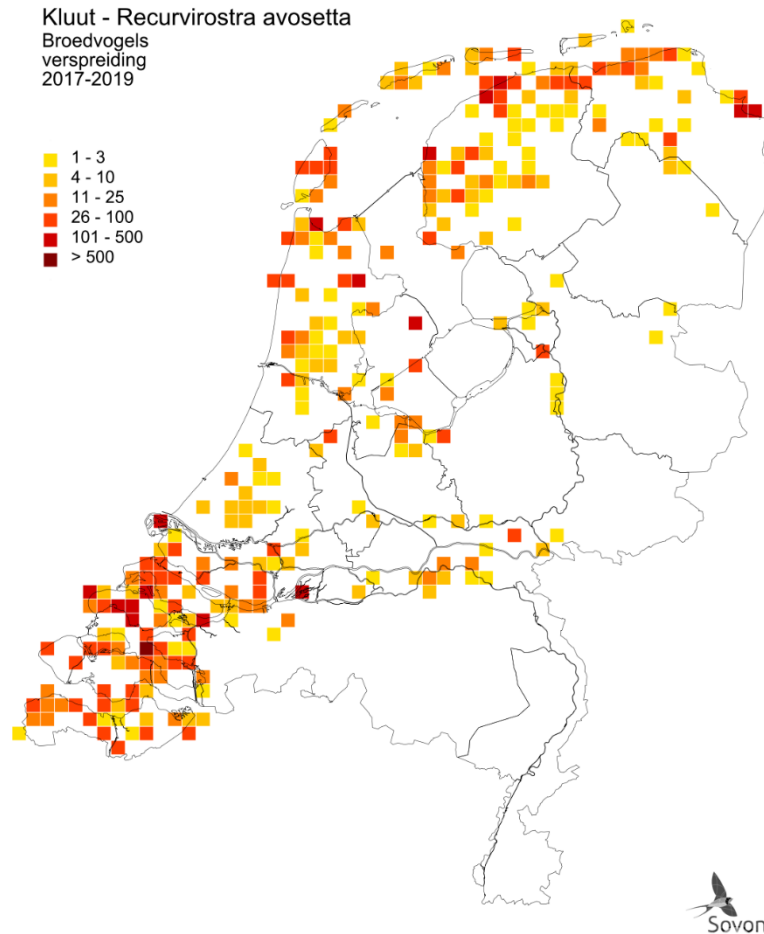 Kluut - Recurvirostra avosetta
Broedvogels
verspreiding
2017-2019
1 - 3
4 - 10
11 - 25
26 - 100
101 - 500
> 500
Sovon